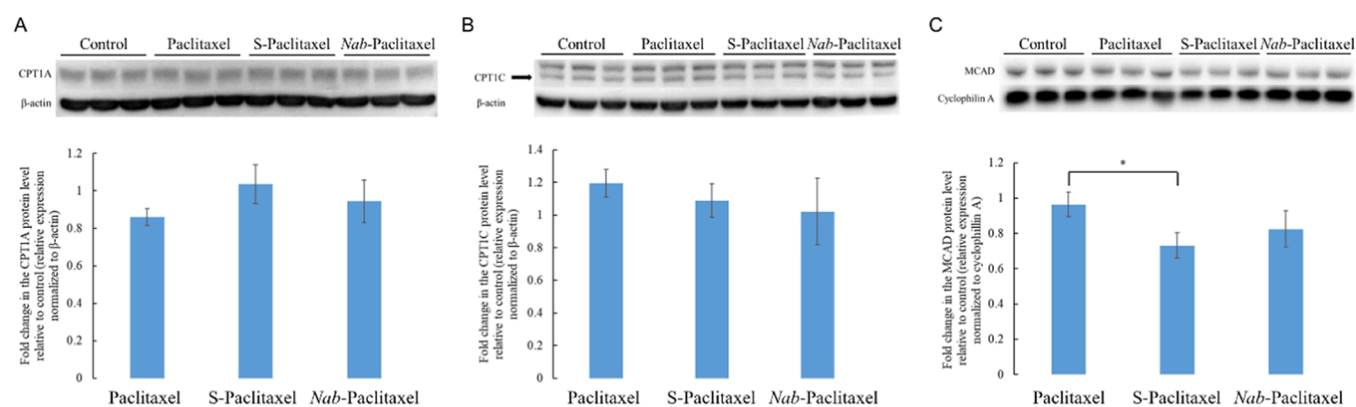 A
Control Paclitaxel S-Paclitaxel Nab-Paclitaxel
CPT1A
β-actin
Fold change in the CPT1A protein level
relative to control (relative expression
normalized to β-actin)
1.2
1
0.8
0.6
0.4
0.2
0
Paclitaxel S-Paclitaxel Nab-Paclitaxel
B
Control Paclitaxel S-Paclitaxel Nab-Paclitaxel
CPT1C
β-actin
Fold change in the CPT1C protein level
relative to control (relative expression
normalized to β-actin)
1.4
1.2
1
0.8
0.6
0.4
0.2
0
Paclitaxel S-Paclitaxel Nab-Paclitaxel
C
Control Paclitaxel S-Paclitaxel Nab-Paclitaxel
MCAD
Cyclophilin A
Fold change in the MCAD protein level
relative to control (relative expression
normalized to cyclophillin A)
1.2
1
0.8
0.6
0.4
0.2
0
*
Paclitaxel S-Paclitaxel Nab-Paclitaxel